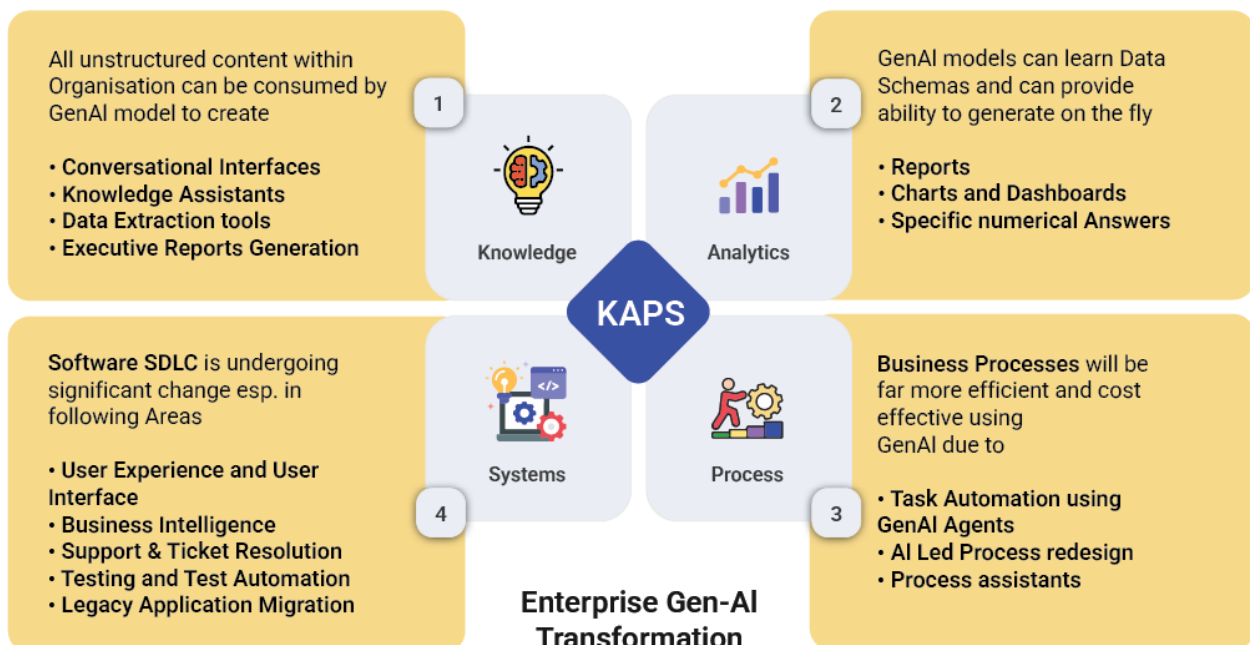 All unstructured content within
Organisation can be consumed by
GenAI model to create
• Conversational Interfaces
• Knowledge Assistants
• Data Extraction tools
• Executive Reports Generation
1
Knowledge
2
Analytics
GenAI models can learn Data
Schemas and can provide
ability to generate on the fly
• Reports
• Charts and Dashboards
• Specific numerical Answers
KAPS
Software SDLC is undergoing
significant change esp. in
following Areas
• User Experience and User
Interface
• Business Intelligence
• Support & Ticket Resolution
• Testing and Test Automation
• Legacy Application Migration
Systems
4
Process
3
Business Processes will be
far more efficient and cost
effective using
GenAI due to
• Task Automation using
GenAI Agents
• AI Led Process redesign
• Process assistants
Enterprise Gen-AI
Transformation